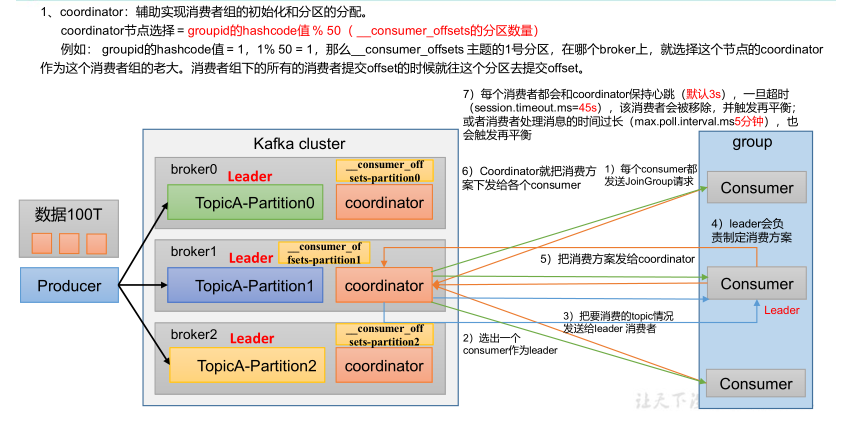 1、coordinator：辅助实现消费者组的初始化和分区的分配。
coordinator节点选择 = groupid的hashcode值 % 50（ __consumer_offsets的分区数量）
例如： groupid的hashcode值 = 1，1% 50 = 1，那么__consumer_offsets 主题的1号分区，在哪个broker上，就选择这个节点的coordinator
作为这个消费者组的老大。消费者组下的所有的消费者提交offset的时候就往这个分区去提交offset。
7）每个消费者都会和coordinator保持心跳（默认3s），一旦超时
（session.timeout.ms=45s），该消费者会被移除，并触发再平衡；
或者消费者处理消息的时间过长（max.poll.interval.ms5分钟），也
会触发再平衡
Kafka cluster
group
broker0
Leader
__consumer_off
sets-partition0
TopicA-Partition0
coordinator
6）Coordinator就把消费方
案下发给各个consumer
1）每个consumer都
发送JoinGroup请求
Consumer
数据100T
4）leader会负
责制定消费方案
broker1
Leader
__consumer_of
fsets-partition1
TopicA-Partition1
coordinator
5）把消费方案发给coordinator
Consumer
Producer
Leader
3）把要消费的topic情况
发送给leader 消费者
broker2
Leader
__consumer_off
sets-partition2
TopicA-Partition2
coordinator
2）选出一个
consumer作为leader
Consumer
让天下